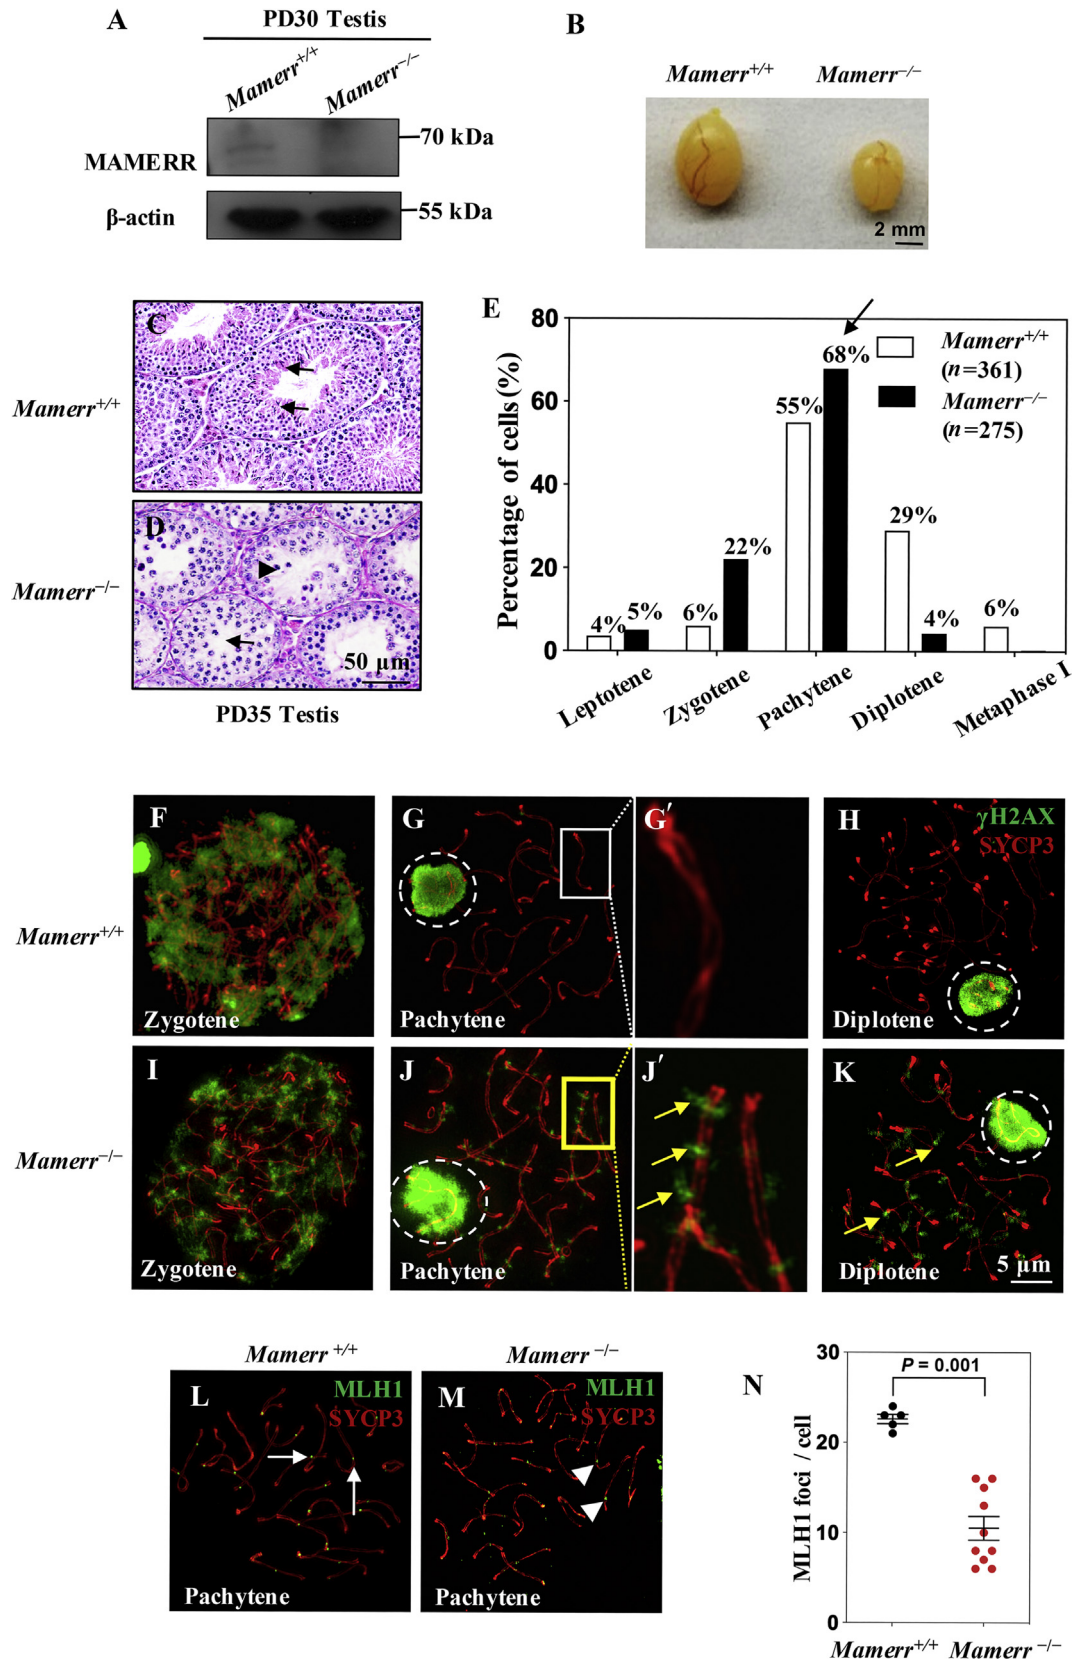 A
PD30 Testis
Mamerr+/+
Mamerr−/−
70 kDa
MAMERR
55 kDa
β-actin
B
Mamerr+/+
Mamerr−/−
2 mm
C
Mamerr+/+
D
Mamerr−/−
50 μm
PD35 Testis
E
Percentage of cells(%)
80
60
40
20
0
Mamerr+/+
(n=361)
Mamerr−/−
(n=275)
4%
5%
6%
22%
55%
68%
29%
4%
6%
Leptotene
Zygotene
Pachytene
Diplotene
Metaphase I
Mamerr+/+
F
Zygotene
G
Pachytene
G′
H
γH2AX
SYCP3
Diplotene
Mamerr−/−
I
Zygotene
J
Pachytene
J′
K
Diplotene
5 μm
Mamerr +/+
L
MLH1
SYCP3
Pachytene
Mamerr −/−
M
MLH1
SYCP3
Pachytene
N
MLH1 foci / cell
30
20
10
0
P = 0.001
Mamerr+/+
Mamerr −/−